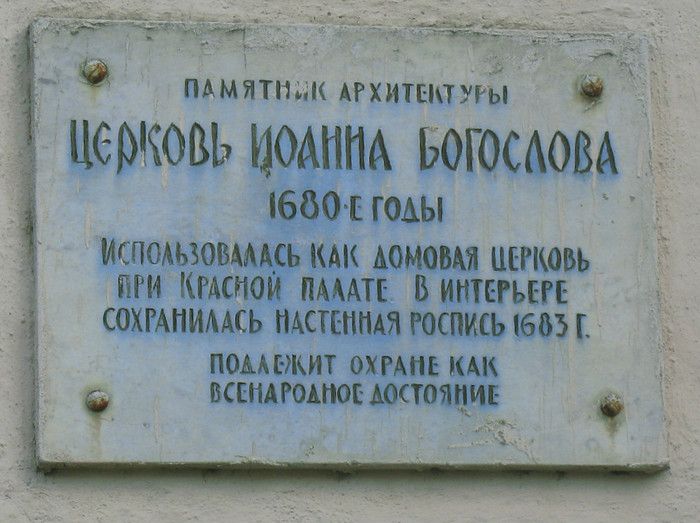 ПАМЯТНИК АРХИТЕКТУРЫ
ЦЕРКОВЬ ИОАННА БОГОСЛОВА
1680-Е ГОДЫ
ИСПОЛЬЗОВАЛАСЬ КАК ДОМОВАЯ ЦЕРКОВЬ
ПРИ КРАСНОЙ ПАЛАТЕ В ИНТЕРЬЕРЕ
СОХРАНИЛАСЬ НАСТЕННАЯ РОСПИСЬ 1683 Г.
ПОДЛЕЖИТ ОХРАНЕ КАК
ВСЕНАРОДНОЕ ДОСТОЯНИЕ